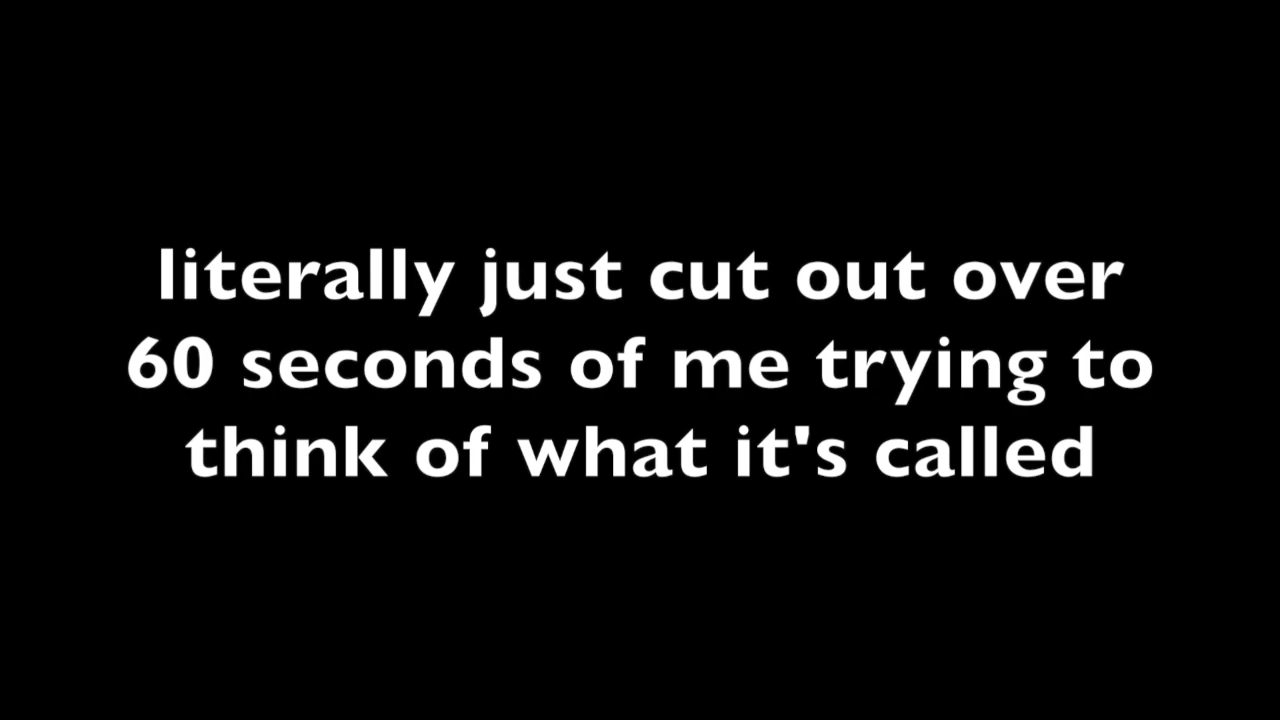 literally just cut out over
60 seconds of me trying to
think of what it's called